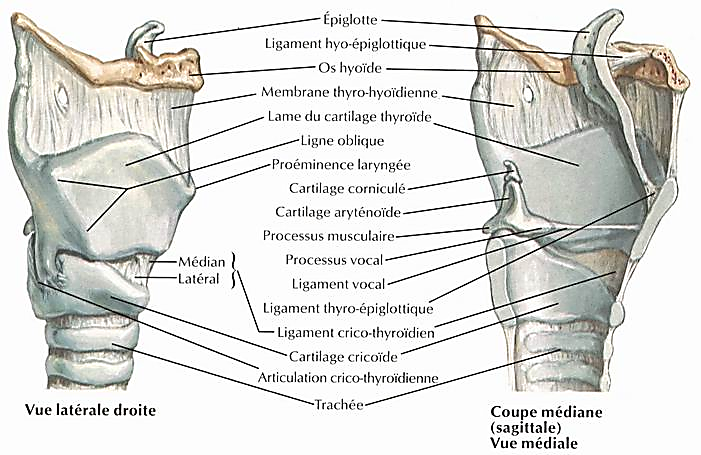 Épiglotte
Ligament hyo-épiglottique
Os hyoïde
Membrane thyro-hyoïdienne
Lame du cartilage thyroïde
Ligne oblique
Proéminence laryngée
Cartilage corniculé
Cartilage aryténoïde
Processus musculaire
Processus vocal
Ligament vocal
Ligament thyro-épiglottique
Médian
Latéral
Ligament crico-thyroïdien
Cartilage cricoïde
Articulation crico-thyroïdienne
Trachée
Vue latérale droite
Coupe médiane
(sagittale)
Vue médiale